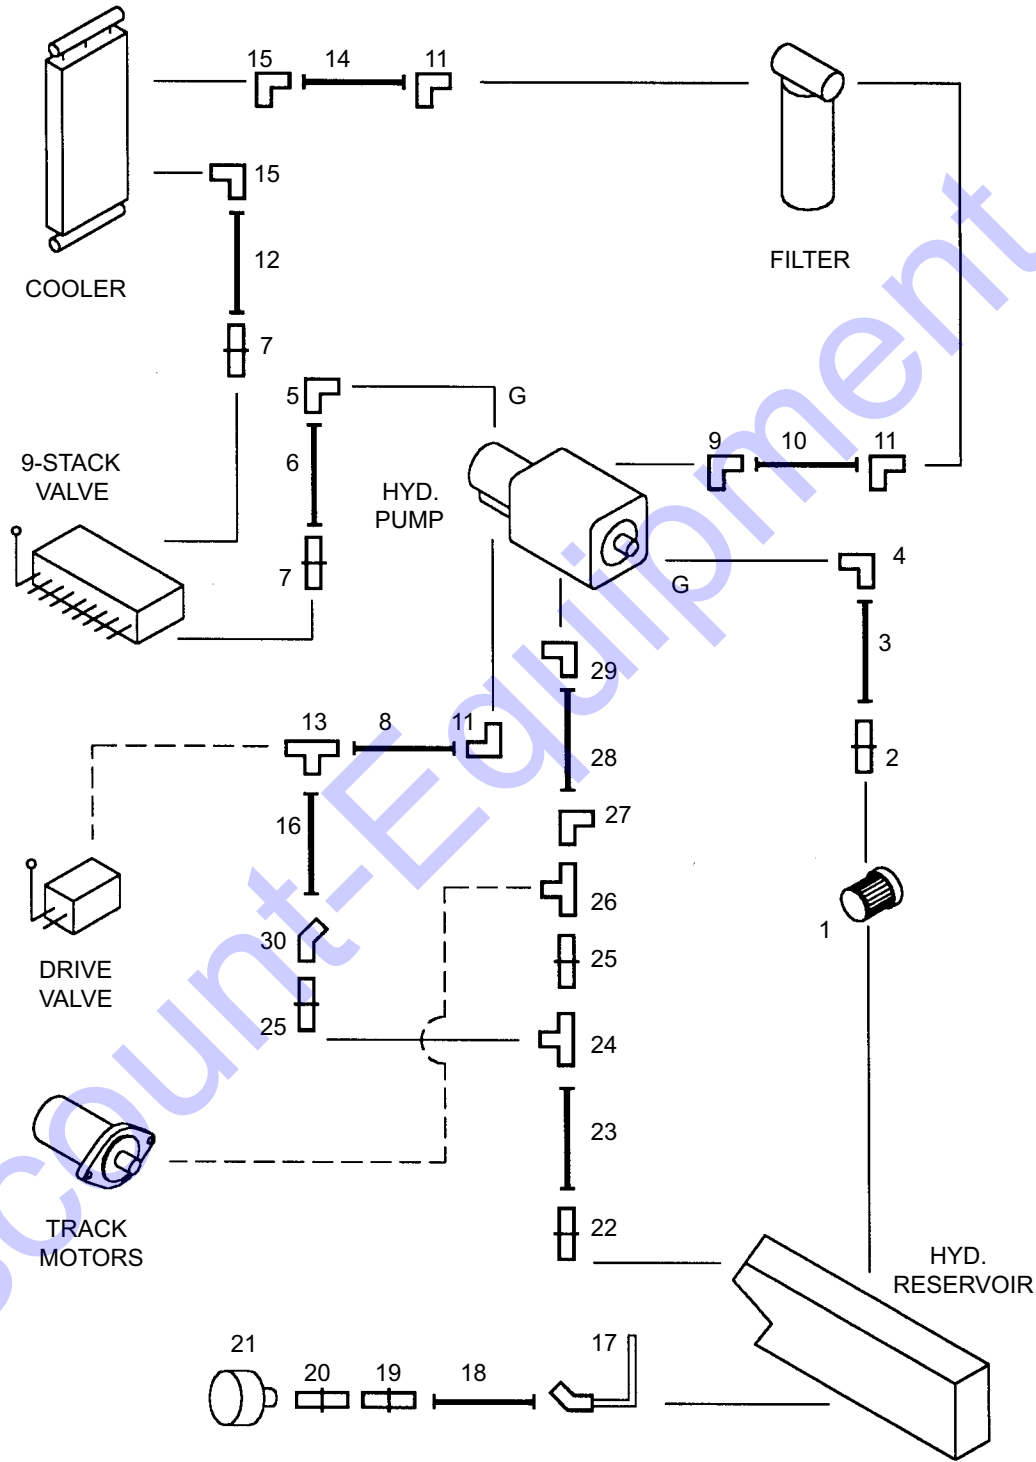 15
14
11
15
COOLER
12
FILTER
7
5
G
9-STACK
VALVE
6
HYD.
PUMP
9
10
11
7
G
4
3
29
13
8
11
28
2
16
27
26
1
30
25
DRIVE
VALVE
25
24
23
22
TRACK
MOTORS
HYD.
RESERVOIR
21
20
19
18
17
scount-Equipment